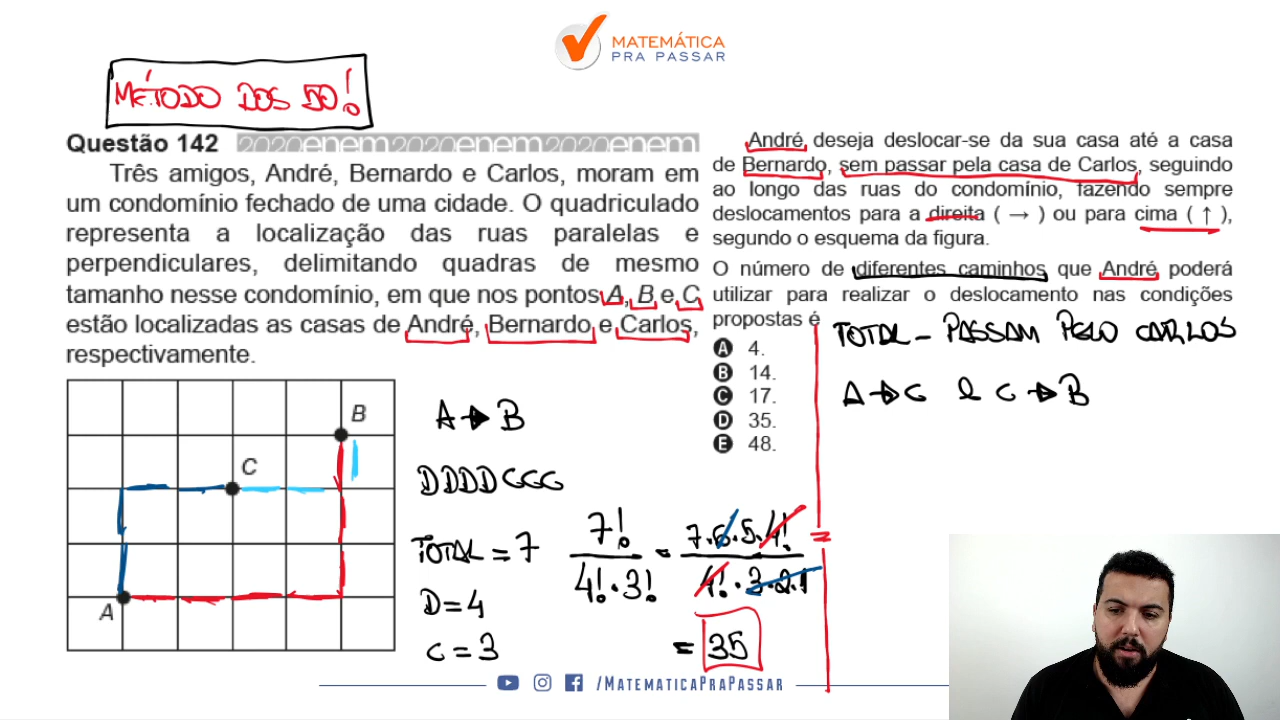 MATEMÁTICA
PRA PASSAR
MÉTODO DOS 50!
Questão 142 2020enem2020enem2020enem
Três amigos, André, Bernardo e Carlos, moram em
um condomínio fechado de uma cidade. O quadriculado
representa a localização das ruas paralelas e
perpendiculares, delimitando quadras de mesmo
tamanho nesse condomínio, em que nos pontos A, B e C
estão localizadas as casas de André, Bernardo e Carlos,
respectivamente.
B
C
A
A → B
DDDDCCC
TOTAL = 7
D = 4
C = 3
7!
4! · 3!
= 7.6.5.4!
4! · 3.2.1
=
= 35
André deseja deslocar-se da sua casa até a casa
de Bernardo, sem passar pela casa de Carlos, seguindo
ao longo das ruas do condomínio, fazendo sempre
deslocamentos para a direita ( → ) ou para cima ( ↑ ),
segundo o esquema da figura.
O número de diferentes caminhos que André poderá
utilizar para realizar o deslocamento nas condições
propostas é
A 4.
B 14.
C 17.
D 35.
E 48.
TOTAL - PASSAM PELO CARLOS
A → C & C → B
/MATEMATICAPRAPASSAR